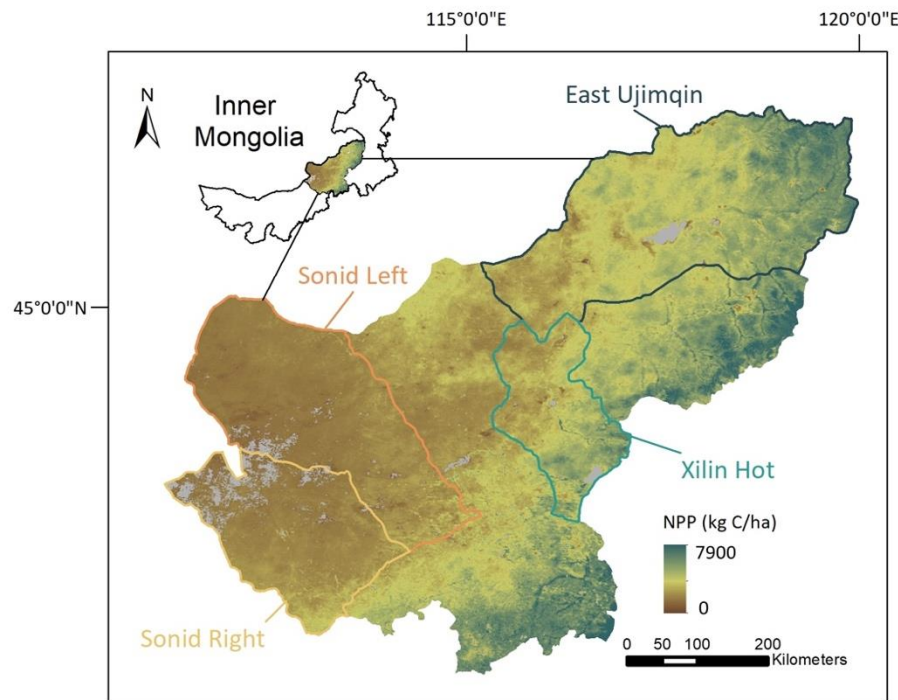 115°0'0"E
120°0'0"E
N
Inner
Mongolia
East Ujimqin
Sonid Left
45°0'0"N
Xilin Hot
NPP (kg C/ha)
7900
0
Sonid Right
0 50 100 200
Kilometers